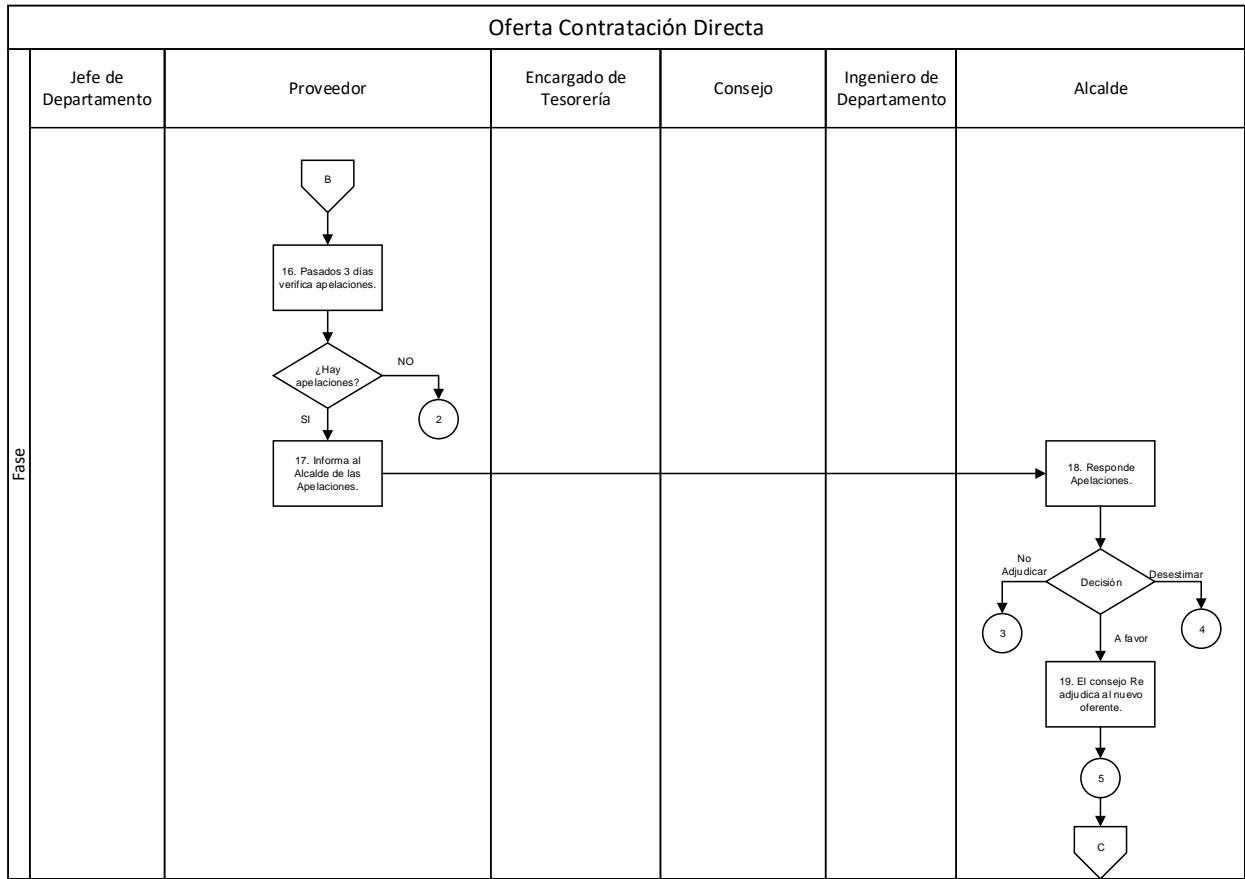 Oferta Contratación Directa
Fase
Jefe de
Departamento
Proveedor
Encargado de
Tesorería
Consejo
Ingeniero de
Departamento
Alcalde
B
16. Pasados 3 días
verifica apelaciones.
¿Hay
apelaciones?
NO
2
SI
17. Informa al
Alcalde de las
Apelaciones.
18. Responde
Apelaciones.
No
Adjudicar
Decisión
Desestimar
3
4
A favor
19. El consejo Re
adjudica al nuevo
oferente.
5
C